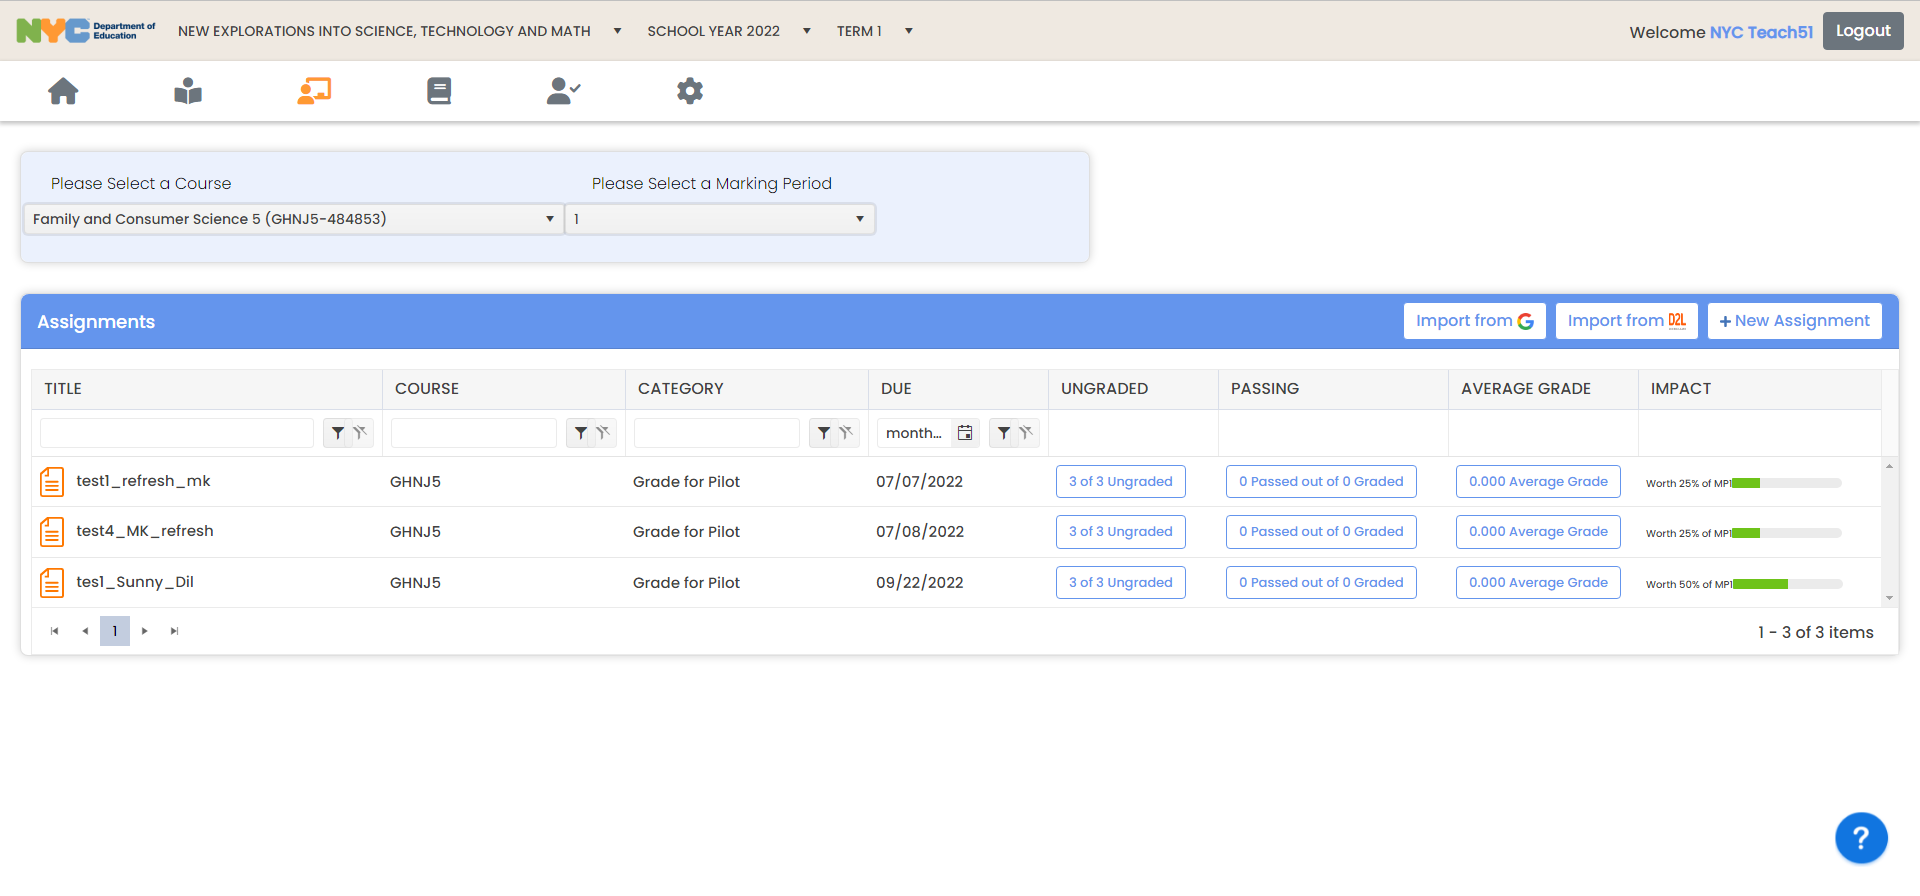 NYC Department of Education
NEW EXPLORATIONS INTO SCIENCE, TECHNOLOGY AND MATH SCHOOL YEAR 2022 TERM 1 Welcome NYC Teach51 Logout
Please Select a Course Please Select a Marking Period
Family and Consumer Science 5 (GHNJ5-484853) 1
Assignments Import from G Import from D2L + New Assignment
TITLE COURSE CATEGORY DUE UNGRADED PASSING AVERAGE GRADE IMPACT
month...
test1_refresh_mk GHNJ5 Grade for Pilot 07/07/2022 3 of 3 Ungraded 0 Passed out of 0 Graded 0.000 Average Grade Worth 25% of MP1
test4_MK_refresh GHNJ5 Grade for Pilot 07/08/2022 3 of 3 Ungraded 0 Passed out of 0 Graded 0.000 Average Grade Worth 25% of MP1
tes1_Sunny_Dil GHNJ5 Grade for Pilot 09/22/2022 3 of 3 Ungraded 0 Passed out of 0 Graded 0.000 Average Grade Worth 50% of MP1
1 1 - 3 of 3 items
?